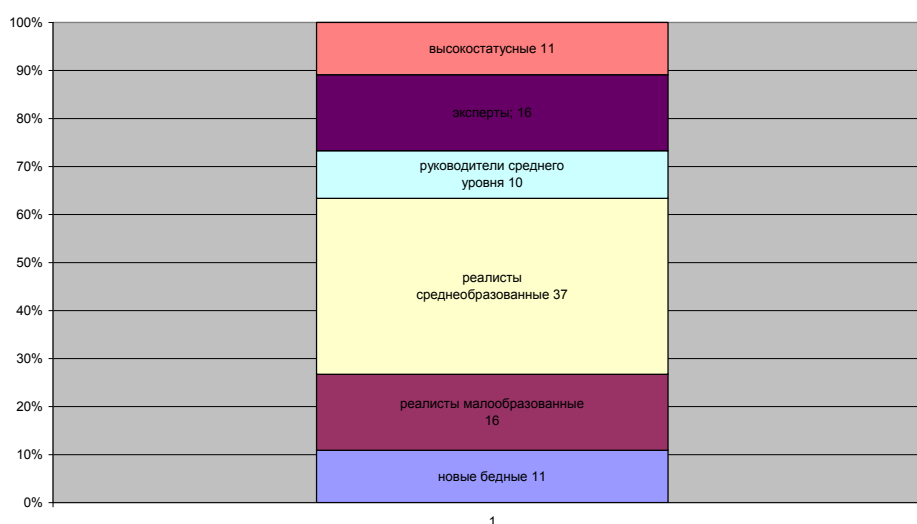 100%
90%
80%
70%
60%
50%
40%
30%
20%
10%
0%
высокостатусные 11
эксперты; 16
руководители среднего
уровня 10
реалисты
среднеобразованные 37
реалисты малообразованные
16
новые бедные 11
1